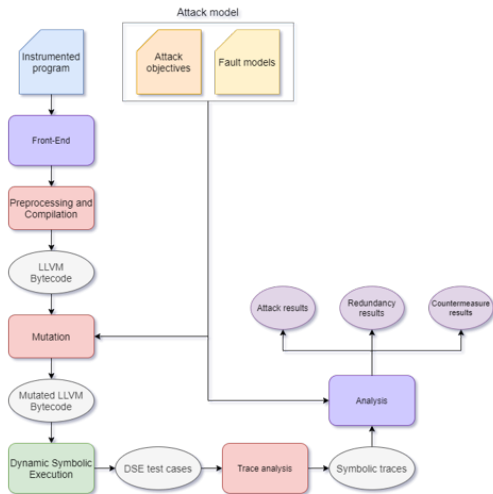 Attack model
Instrumented
program
Attack
objectives
Fault models
Front-End
Preprocessing and
Compilation
LLVM
Bytecode
Attack results
Redundancy
results
Countermeasure
results
Mutation
Mutated LLVM
Bytecode
Analysis
Dynamic Symbolic
Execution
DSE test cases
Trace analysis
Symbolic traces